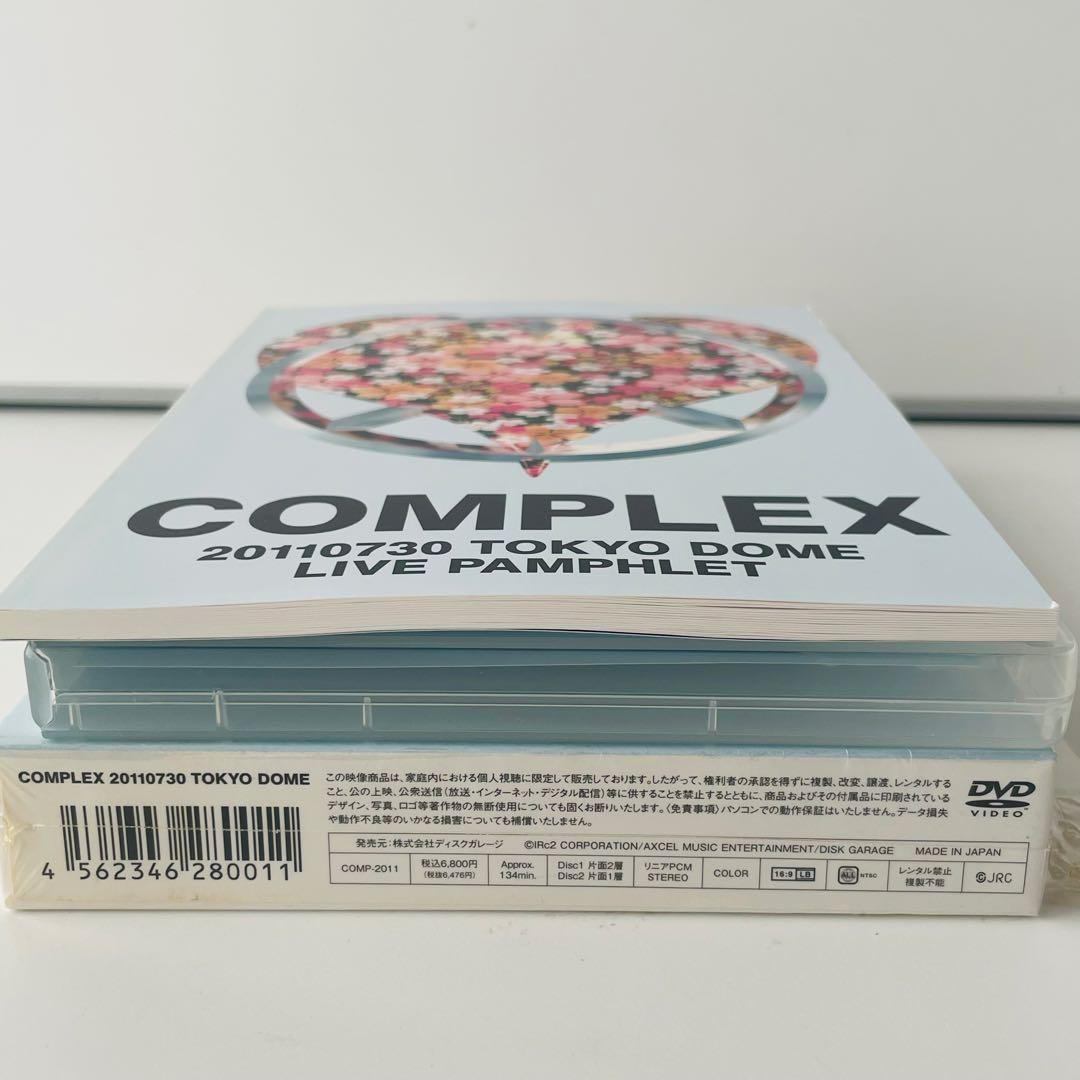 COMPLEX
20110730 TOKYO DOME
LIVE PAMPHLET
COMPLEX 20110730 TOKYO DOME
4 562346 280011
この映像商品は、家庭内における個人視聴に限定して販売しております。したがって、権利者の承認を得ずに複製、改変、譲渡、レンタルする
こと、公の上映、公衆送信(放送・インターネット・デジタル配信)等に供することを禁止するとともに、商品およびその付属品に印刷されている
デザイン、写真、ロゴ等著作物の無断使用についても固くお断りいたします。〈免責事項〉パソコンでの動作保証はいたしません。データ損失
や動作不良等のいかなる損害についても補償いたしません。
DVD
VIDEO
発売元:株式会社ディスクガレージ ©IRc2 CORPORATION/AXCEL MUSIC ENTERTAINMENT/DISK GARAGE MADE IN JAPAN
COMP-2011
税込6,800円
(税抜6,476円)
Approx.
134min.
Disc1 片面2層
Disc2 片面1層
リニアPCM
STEREO
COLOR
16:9 LB
ALL NTSC
レンタル禁止
複製不能
JRC